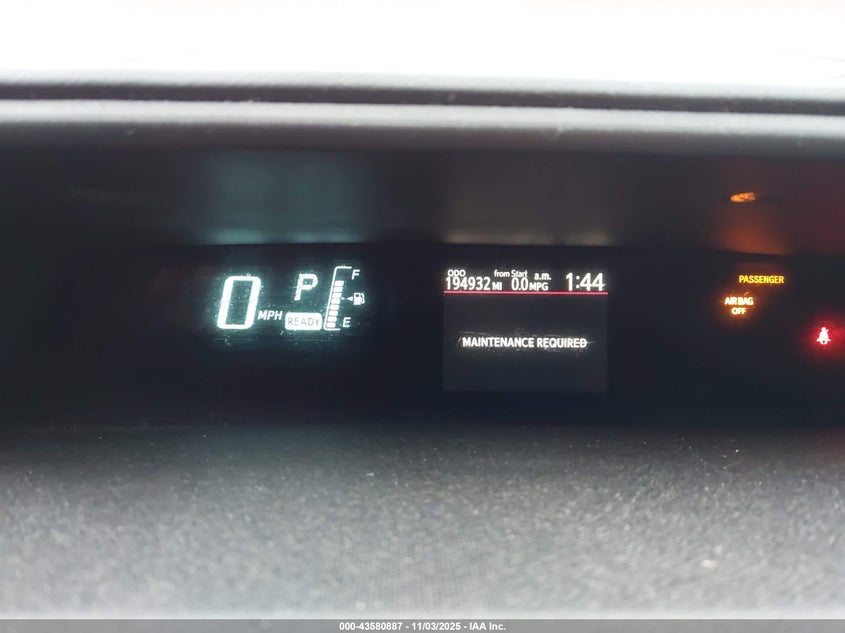 0 MPH P READY F E
ODO from Start a.m.
194932 MI 0.0 MPG 1:44
MAINTENANCE REQUIRED
PASSENGER
AIR BAG
OFF
000-43580887 - 11/03/2025 - IAA Inc.